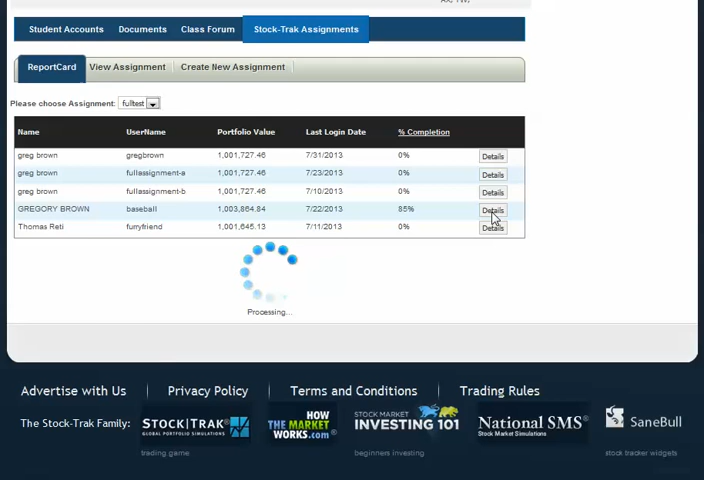 Student Accounts Documents Class Forum Stock-Trak Assignments
ReportCard View Assignment Create New Assignment
Please choose Assignment: fulltest
Name UserName Portfolio Value Last Login Date % Completion
greg brown gregbrown 1,001,727.46 7/31/2013 0% Details
greg brown fullassignment-a 1,001,727.46 7/23/2013 0% Details
greg brown fullassignment-b 1,001,727.46 7/10/2013 0% Details
GREGORY BROWN baseball 1,003,864.84 7/22/2013 85% Details
Thomas Reti furryfriend 1,001,645.13 7/11/2013 0% Details
Processing...
Advertise with Us Privacy Policy Terms and Conditions Trading Rules
The Stock-Trak Family:
STOCK|TRAK®
GLOBAL PORTFOLIO SIMULATIONS
HOW
THE MARKET
WORKS.com®
STOCK MARKET
INVESTING 101
National SMS®
Stock Market Simulations
SaneBull
trading game beginners investing stock tracker widgets